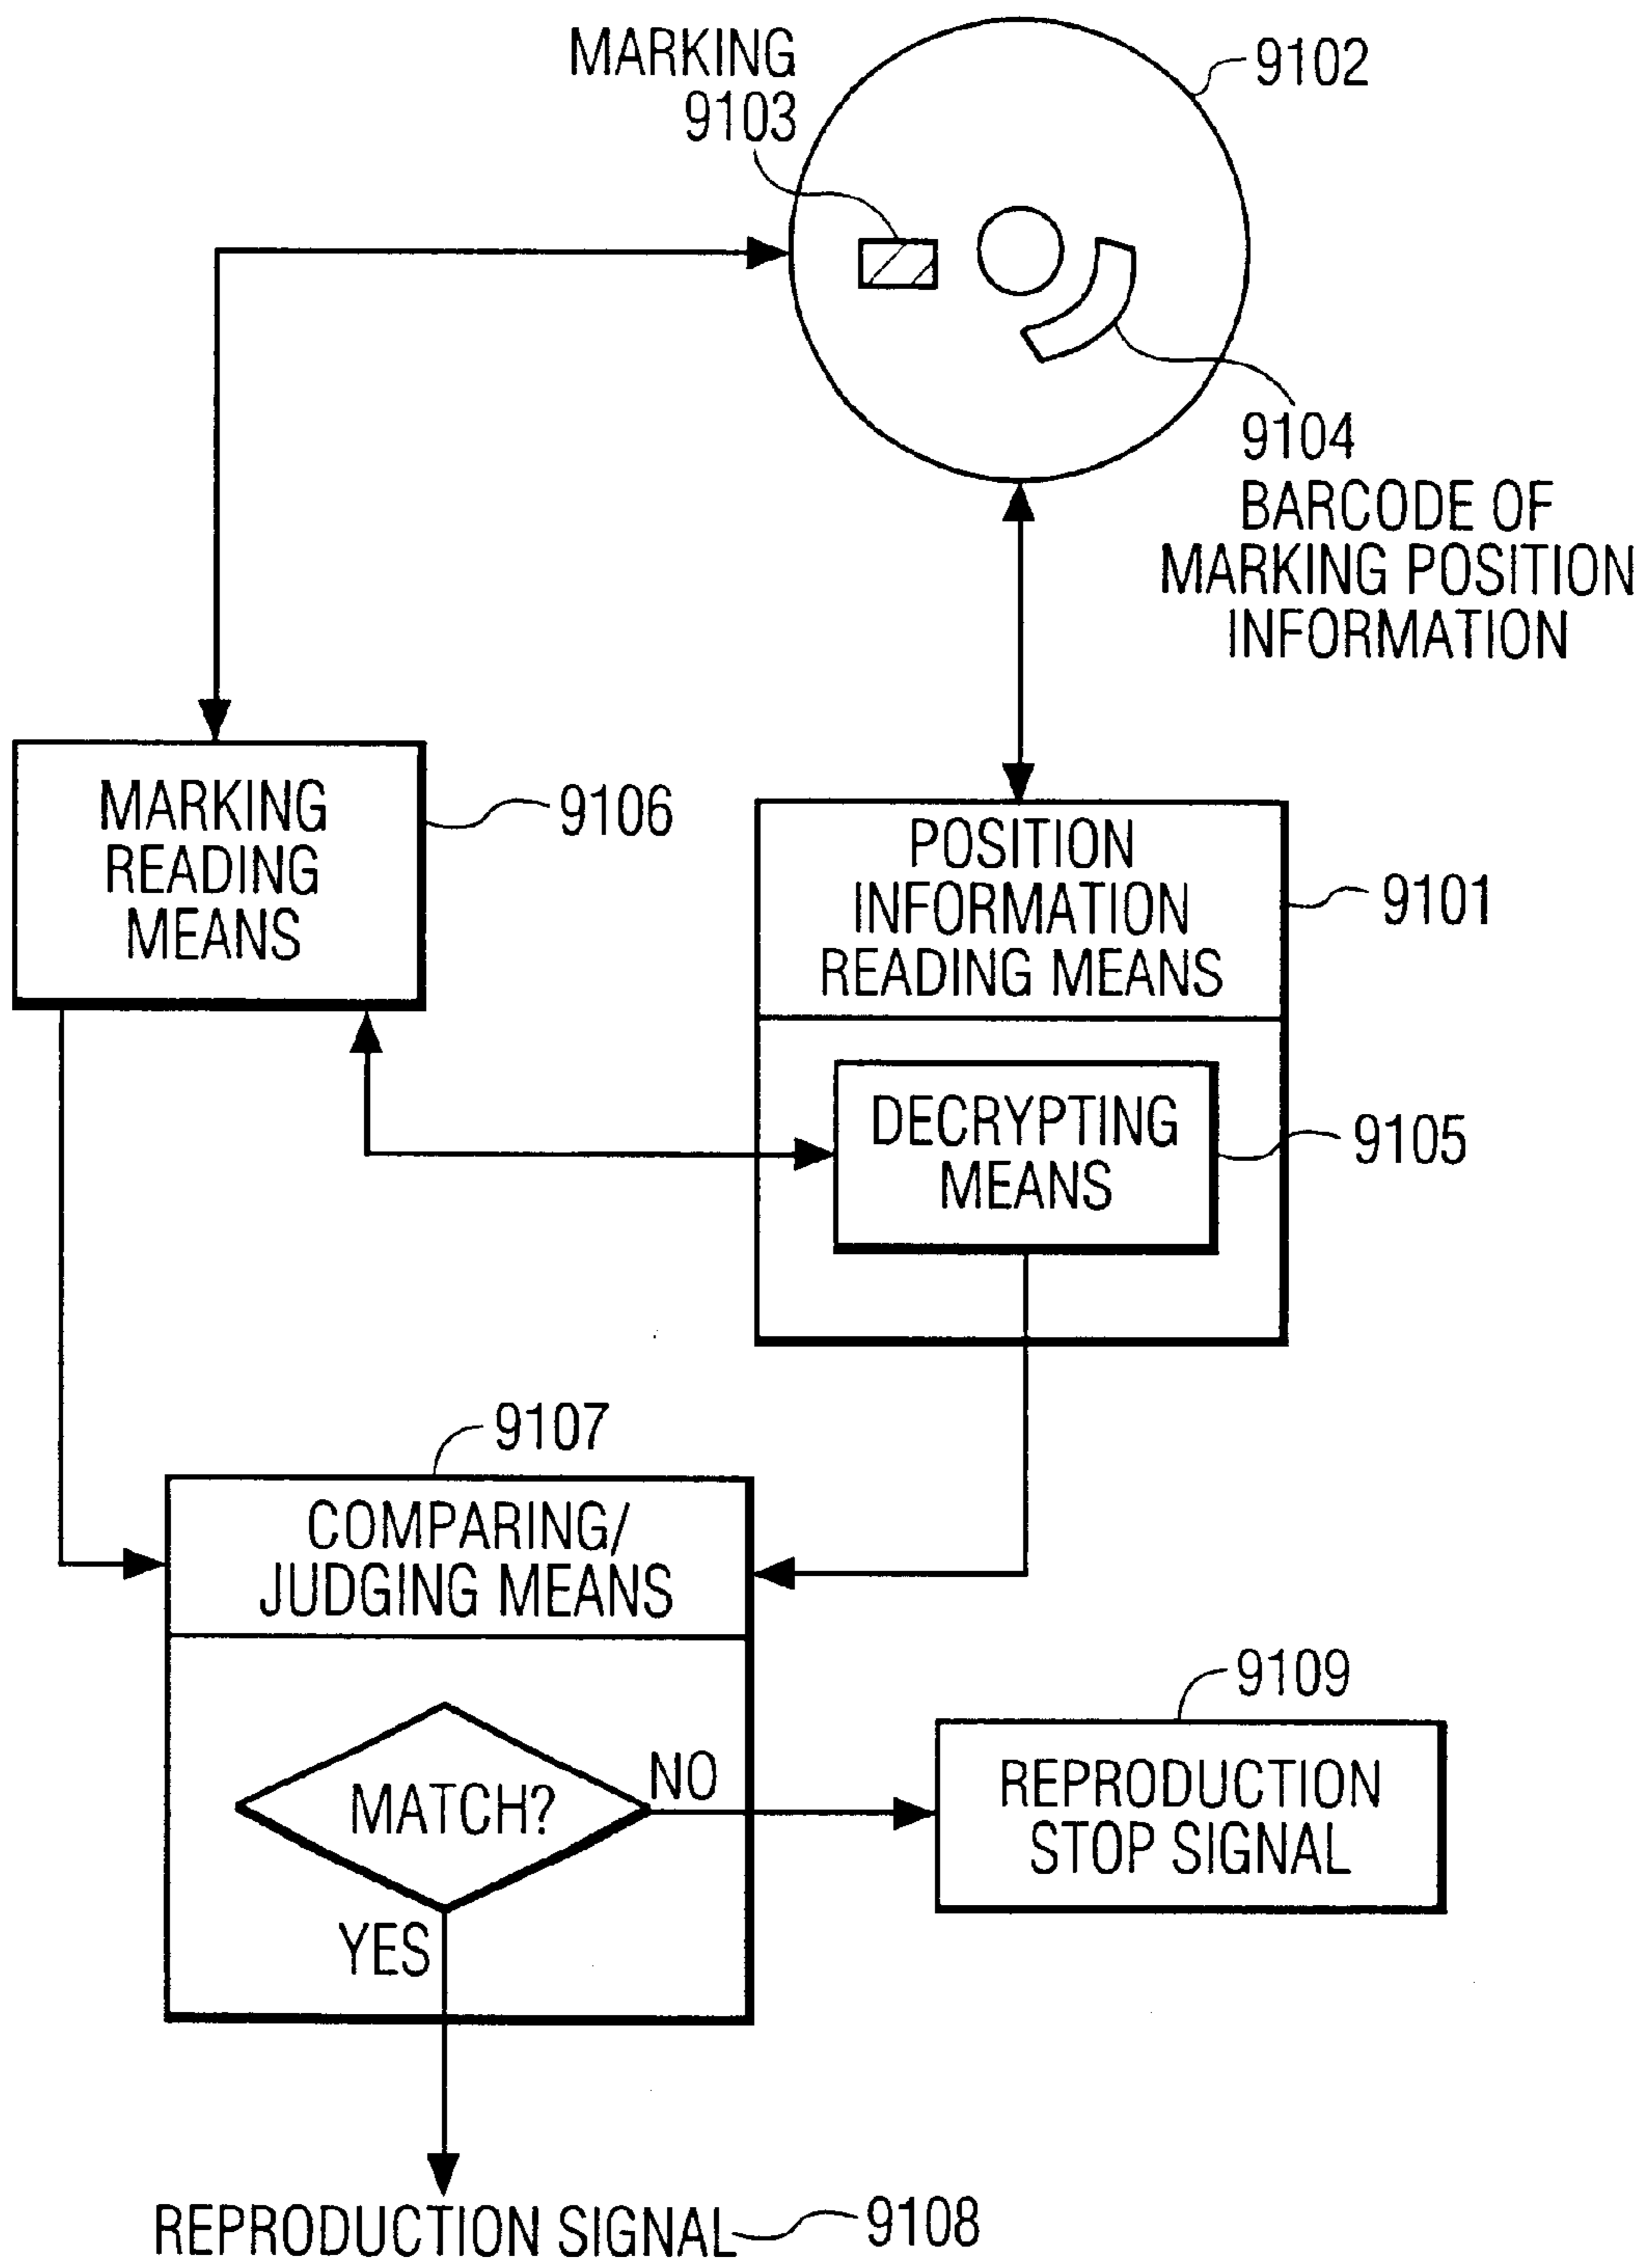 MARKING
9103
9102
9104
BARCODE OF
MARKING POSITION
INFORMATION
MARKING
READING
MEANS
9106
POSITION
INFORMATION
READING MEANS
9101
DECRYPTING
MEANS
9105
9107
COMPARING/
JUDGING MEANS
MATCH?
NO
YES
9109
REPRODUCTION
STOP SIGNAL
REPRODUCTION SIGNAL
9108